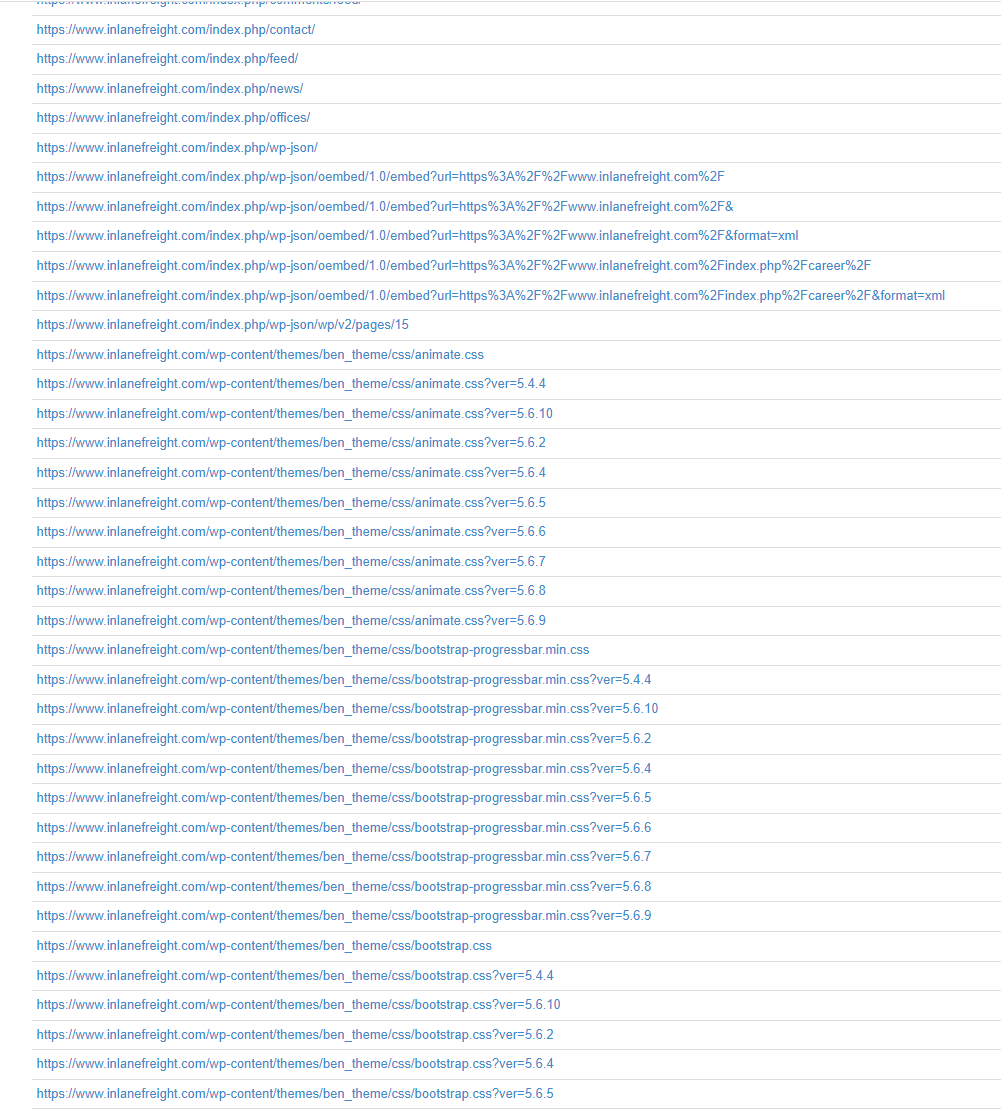 https://www.inlanefreight.com/index.php/comments/feed/
https://www.inlanefreight.com/index.php/contact/
https://www.inlanefreight.com/index.php/feed/
https://www.inlanefreight.com/index.php/news/
https://www.inlanefreight.com/index.php/offices/
https://www.inlanefreight.com/index.php/wp-json/
https://www.inlanefreight.com/index.php/wp-json/oembed/1.0/embed?url=https%3A%2F%2Fwww.inlanefreight.com%2F
https://www.inlanefreight.com/index.php/wp-json/oembed/1.0/embed?url=https%3A%2F%2Fwww.inlanefreight.com%2F&
https://www.inlanefreight.com/index.php/wp-json/oembed/1.0/embed?url=https%3A%2F%2Fwww.inlanefreight.com%2F&format=xml
https://www.inlanefreight.com/index.php/wp-json/oembed/1.0/embed?url=https%3A%2F%2Fwww.inlanefreight.com%2Findex.php%2Fcareer%2F
https://www.inlanefreight.com/index.php/wp-json/oembed/1.0/embed?url=https%3A%2F%2Fwww.inlanefreight.com%2Findex.php%2Fcareer%2F&format=xml
https://www.inlanefreight.com/index.php/wp-json/wp/v2/pages/15
https://www.inlanefreight.com/wp-content/themes/ben_theme/css/animate.css
https://www.inlanefreight.com/wp-content/themes/ben_theme/css/animate.css?ver=5.4.4
https://www.inlanefreight.com/wp-content/themes/ben_theme/css/animate.css?ver=5.6.10
https://www.inlanefreight.com/wp-content/themes/ben_theme/css/animate.css?ver=5.6.2
https://www.inlanefreight.com/wp-content/themes/ben_theme/css/animate.css?ver=5.6.4
https://www.inlanefreight.com/wp-content/themes/ben_theme/css/animate.css?ver=5.6.5
https://www.inlanefreight.com/wp-content/themes/ben_theme/css/animate.css?ver=5.6.6
https://www.inlanefreight.com/wp-content/themes/ben_theme/css/animate.css?ver=5.6.7
https://www.inlanefreight.com/wp-content/themes/ben_theme/css/animate.css?ver=5.6.8
https://www.inlanefreight.com/wp-content/themes/ben_theme/css/animate.css?ver=5.6.9
https://www.inlanefreight.com/wp-content/themes/ben_theme/css/bootstrap-progressbar.min.css
https://www.inlanefreight.com/wp-content/themes/ben_theme/css/bootstrap-progressbar.min.css?ver=5.4.4
https://www.inlanefreight.com/wp-content/themes/ben_theme/css/bootstrap-progressbar.min.css?ver=5.6.10
https://www.inlanefreight.com/wp-content/themes/ben_theme/css/bootstrap-progressbar.min.css?ver=5.6.2
https://www.inlanefreight.com/wp-content/themes/ben_theme/css/bootstrap-progressbar.min.css?ver=5.6.4
https://www.inlanefreight.com/wp-content/themes/ben_theme/css/bootstrap-progressbar.min.css?ver=5.6.5
https://www.inlanefreight.com/wp-content/themes/ben_theme/css/bootstrap-progressbar.min.css?ver=5.6.6
https://www.inlanefreight.com/wp-content/themes/ben_theme/css/bootstrap-progressbar.min.css?ver=5.6.7
https://www.inlanefreight.com/wp-content/themes/ben_theme/css/bootstrap-progressbar.min.css?ver=5.6.8
https://www.inlanefreight.com/wp-content/themes/ben_theme/css/bootstrap-progressbar.min.css?ver=5.6.9
https://www.inlanefreight.com/wp-content/themes/ben_theme/css/bootstrap.css
https://www.inlanefreight.com/wp-content/themes/ben_theme/css/bootstrap.css?ver=5.4.4
https://www.inlanefreight.com/wp-content/themes/ben_theme/css/bootstrap.css?ver=5.6.10
https://www.inlanefreight.com/wp-content/themes/ben_theme/css/bootstrap.css?ver=5.6.2
https://www.inlanefreight.com/wp-content/themes/ben_theme/css/bootstrap.css?ver=5.6.4
https://www.inlanefreight.com/wp-content/themes/ben_theme/css/bootstrap.css?ver=5.6.5